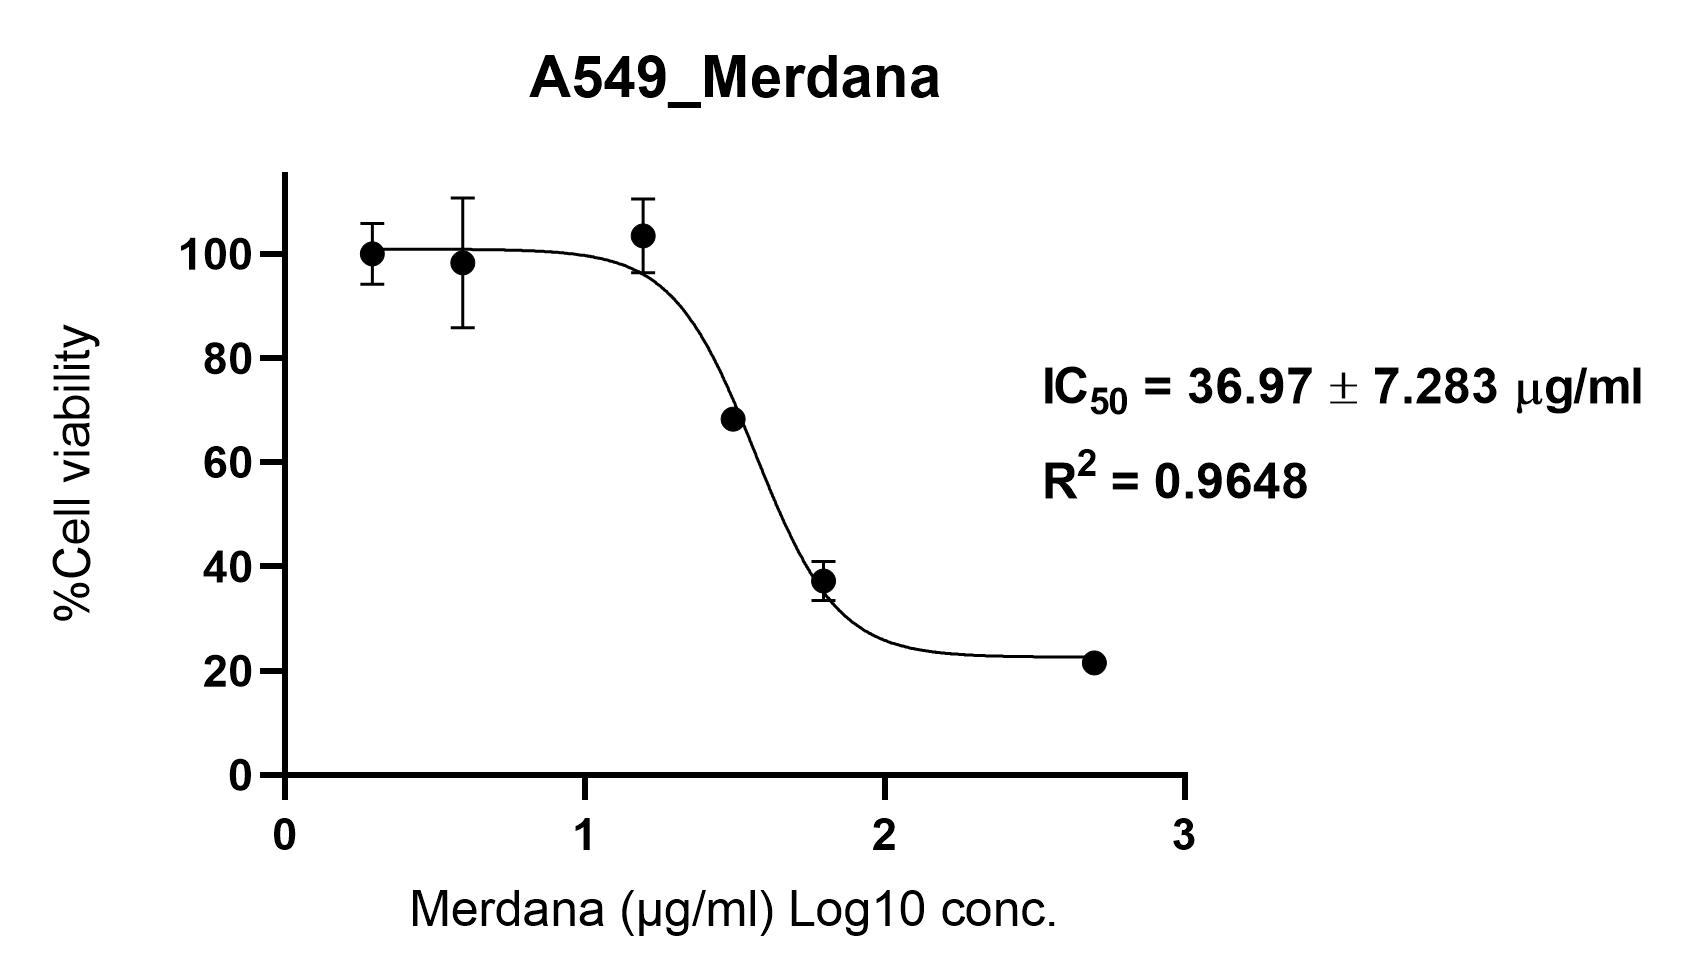 A549_Merdana
100
80
60
40
20
0
%Cell viability
IC50 = 36.97 ± 7.283 μg/ml
R2 = 0.9648
0 1 2 3
Merdana (µg/ml) Log10 conc.